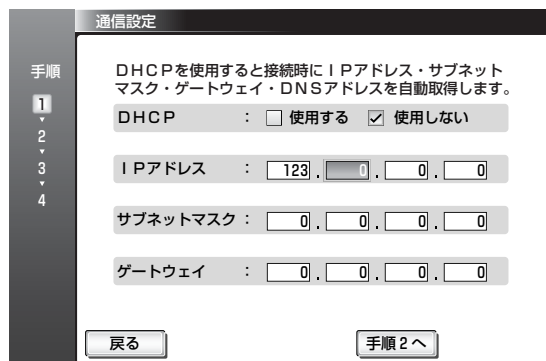 通信設定
手順
1
2
3
4
DHCPを使用すると接続時にIPアドレス・サブネット
マスク・ゲートウェイ・DNSアドレスを自動取得します。
DHCP : 使用する 使用しない
IPアドレス : 123 . 0 . 0 . 0
サブネットマスク : 0 . 0 . 0 . 0
ゲートウェイ : 0 . 0 . 0 . 0
戻る 手順2へ